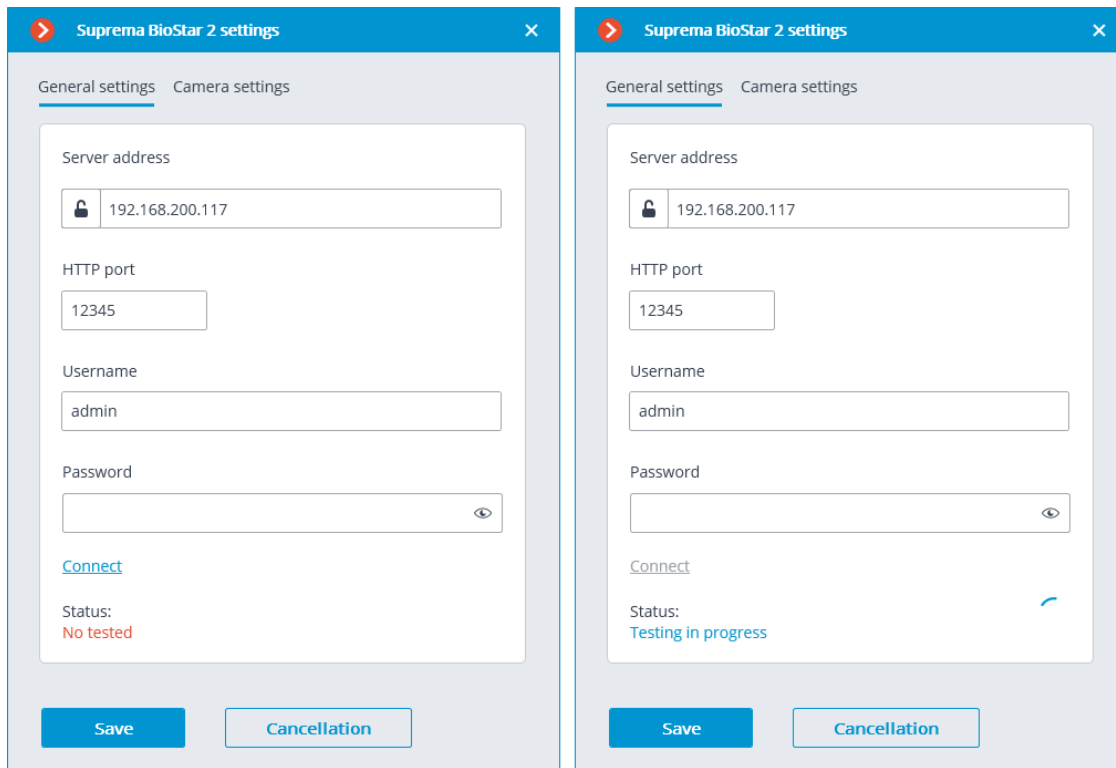 Suprema BioStar 2 settings
General settings Camera settings
Server address
192.168.200.117
HTTP port
12345
Username
admin
Password
Connect
Status:
No tested
Save Cancellation
Suprema BioStar 2 settings
General settings Camera settings
Server address
192.168.200.117
HTTP port
12345
Username
admin
Password
Connect
Status:
Testing in progress
Save Cancellation